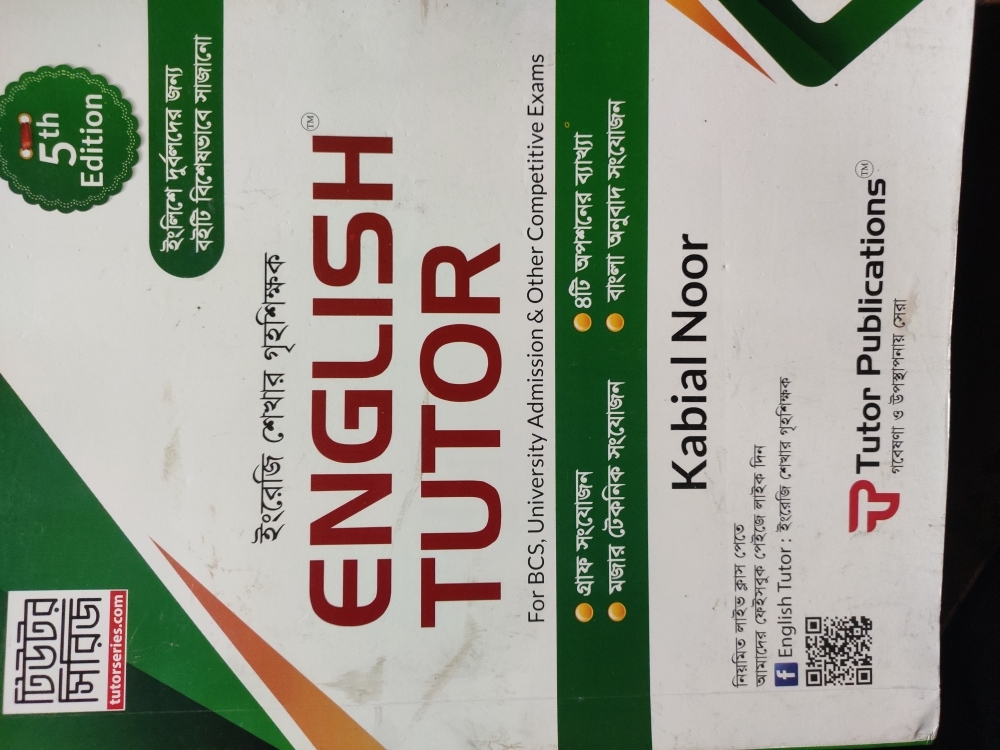 টিউটর
সিরিজ
tutorseries.com
5th
Edition
ইংলিশে দুর্বলদের জন্য
বইটি বিশেষভাবে সাজানো
ইংরেজি শেখার গৃহশিক্ষক
ENGLISH TM
TUTOR
For BCS, University Admission & Other Competitive Exams
গ্রাফ সংযোজন
৪টি অপশনের ব্যাখ্যা
মজার টেকনিক সংযোজন
বাংলা অনুবাদ সংযোজন
Kabial Noor
নিয়মিত লাইভ ক্লাস পেতে
আমাদের ফেইসবুক পেইজে লাইক দিন
f English Tutor : ইংরেজি শেখার গৃহশিক্ষক
Tutor Publications TM
গবেষণা ও উপস্থাপনায় সেরা